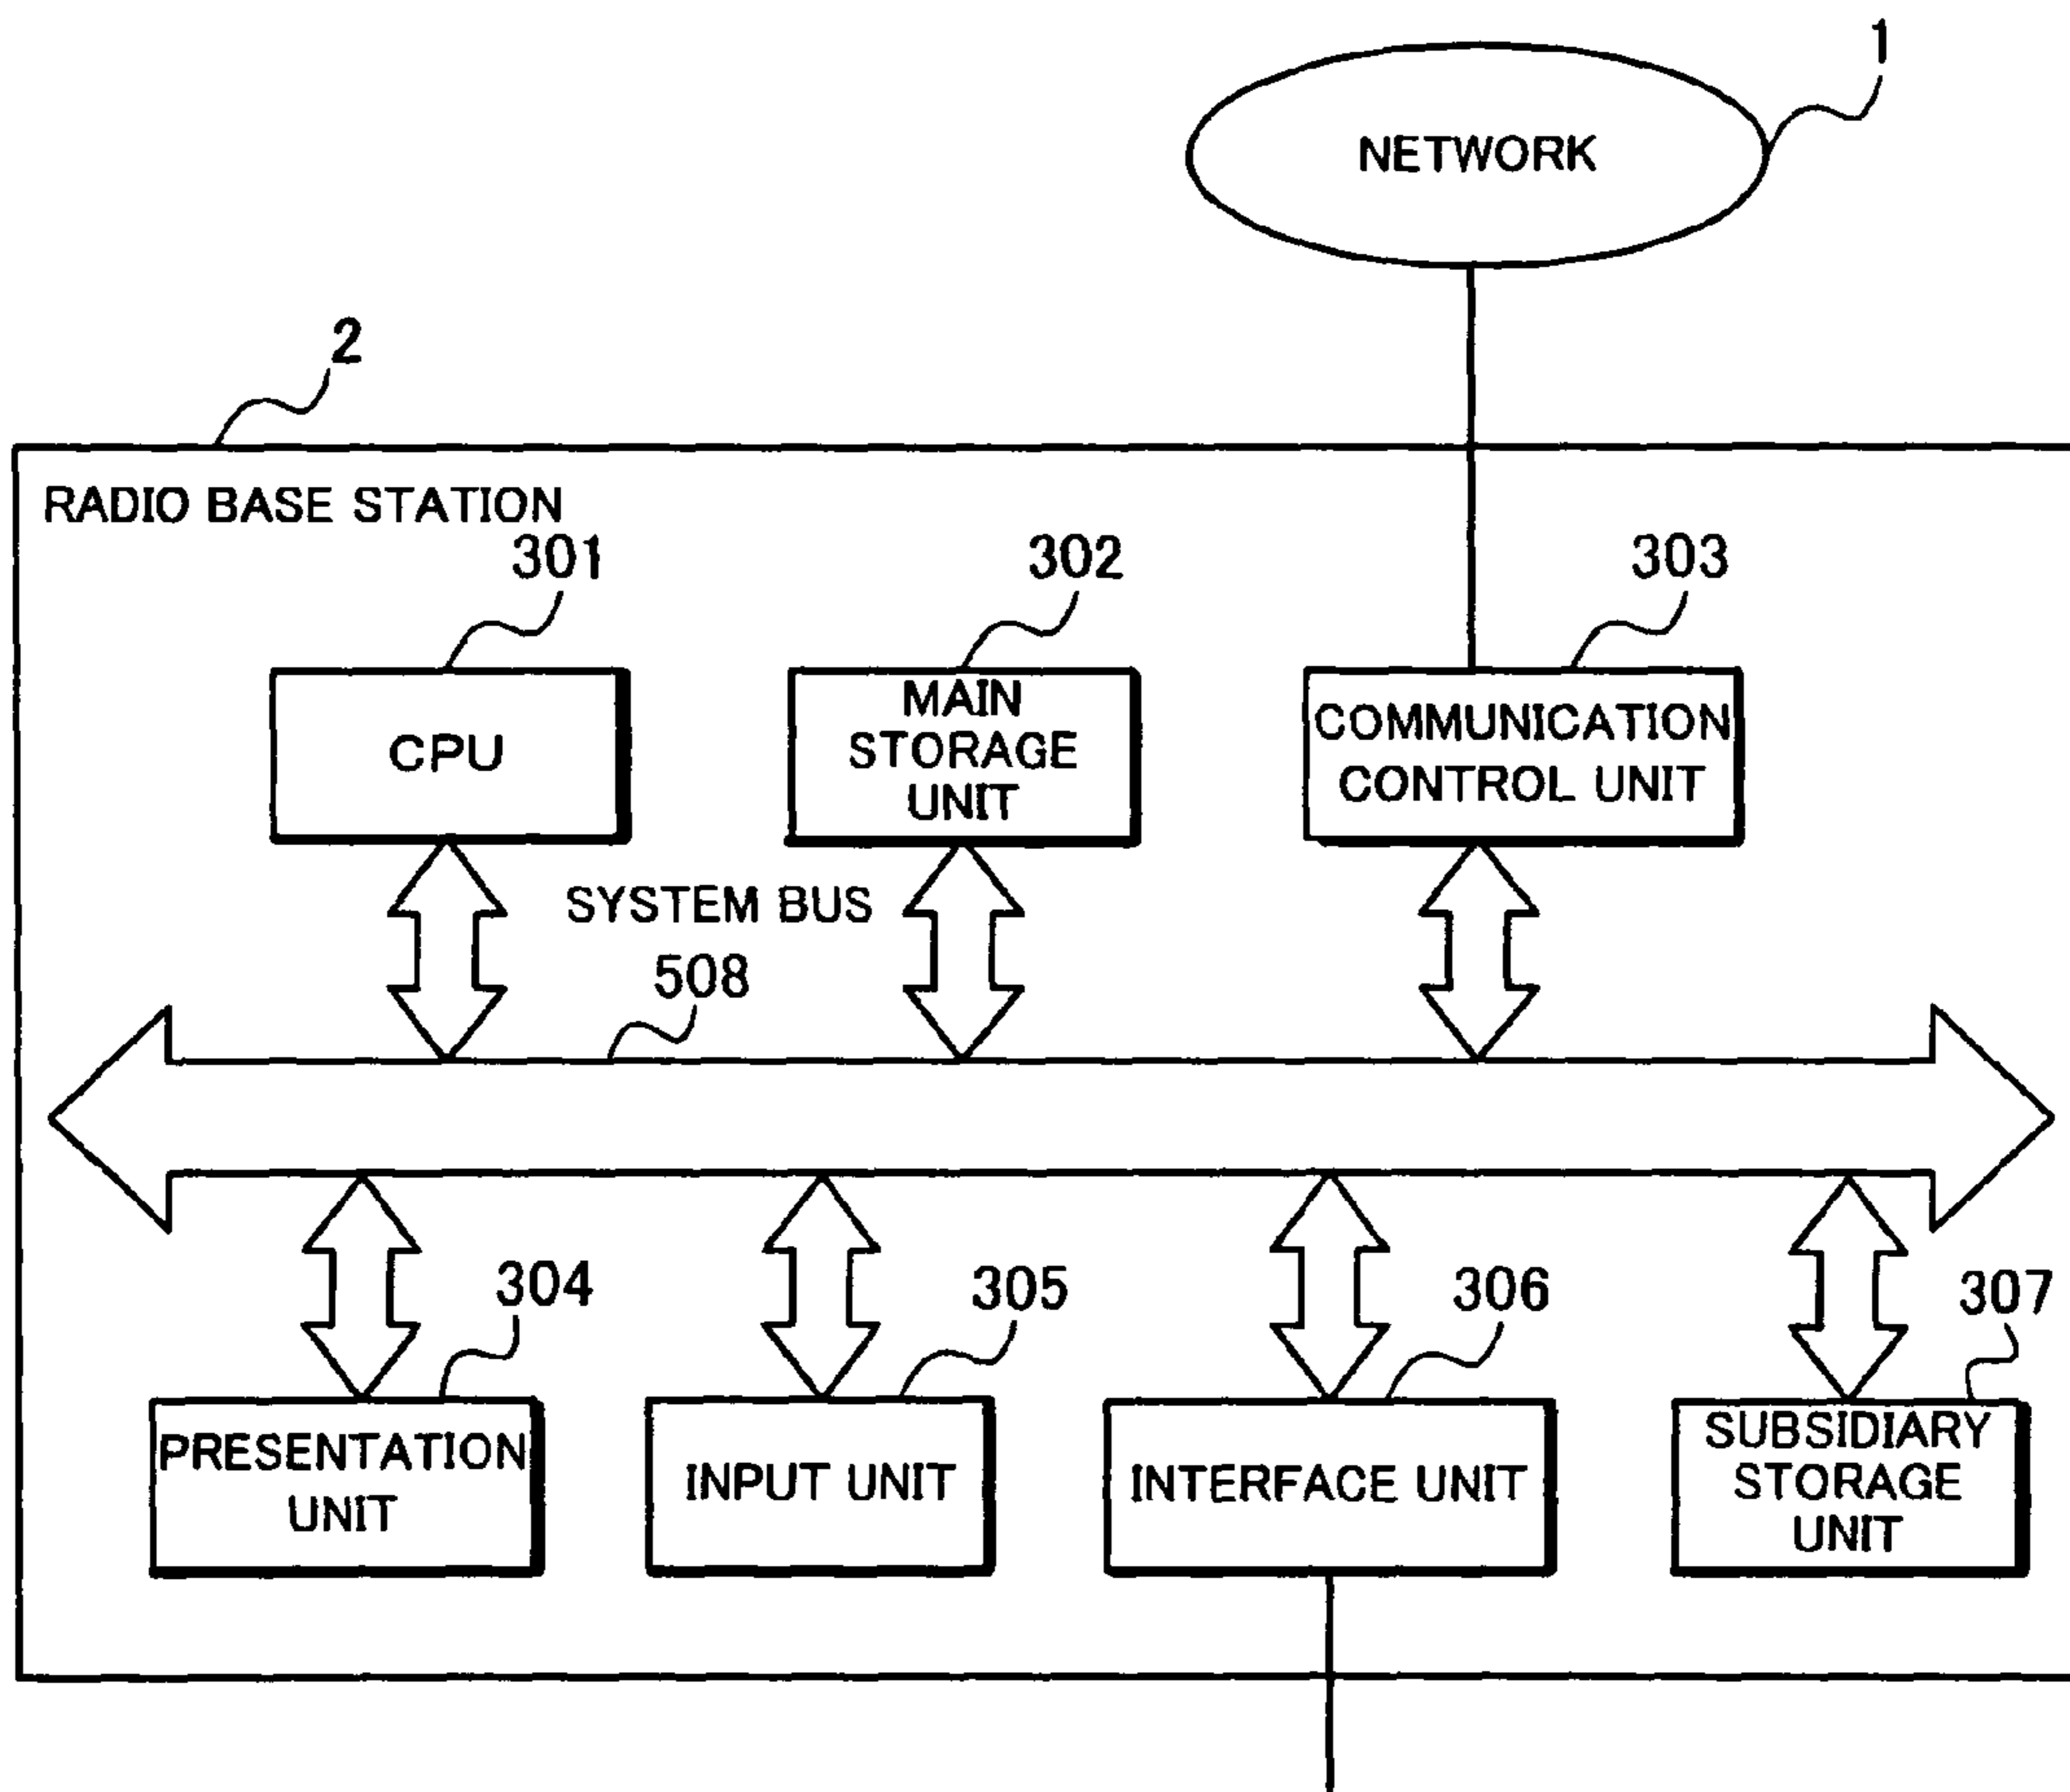 1
NETWORK
2
RADIO BASE STATION
301
302
303
CPU
MAIN
STORAGE
UNIT
COMMUNICATION
CONTROL UNIT
SYSTEM BUS
508
304
305
306
307
PRESENTATION
UNIT
INPUT UNIT
INTERFACE UNIT
SUBSIDIARY
STORAGE
UNIT